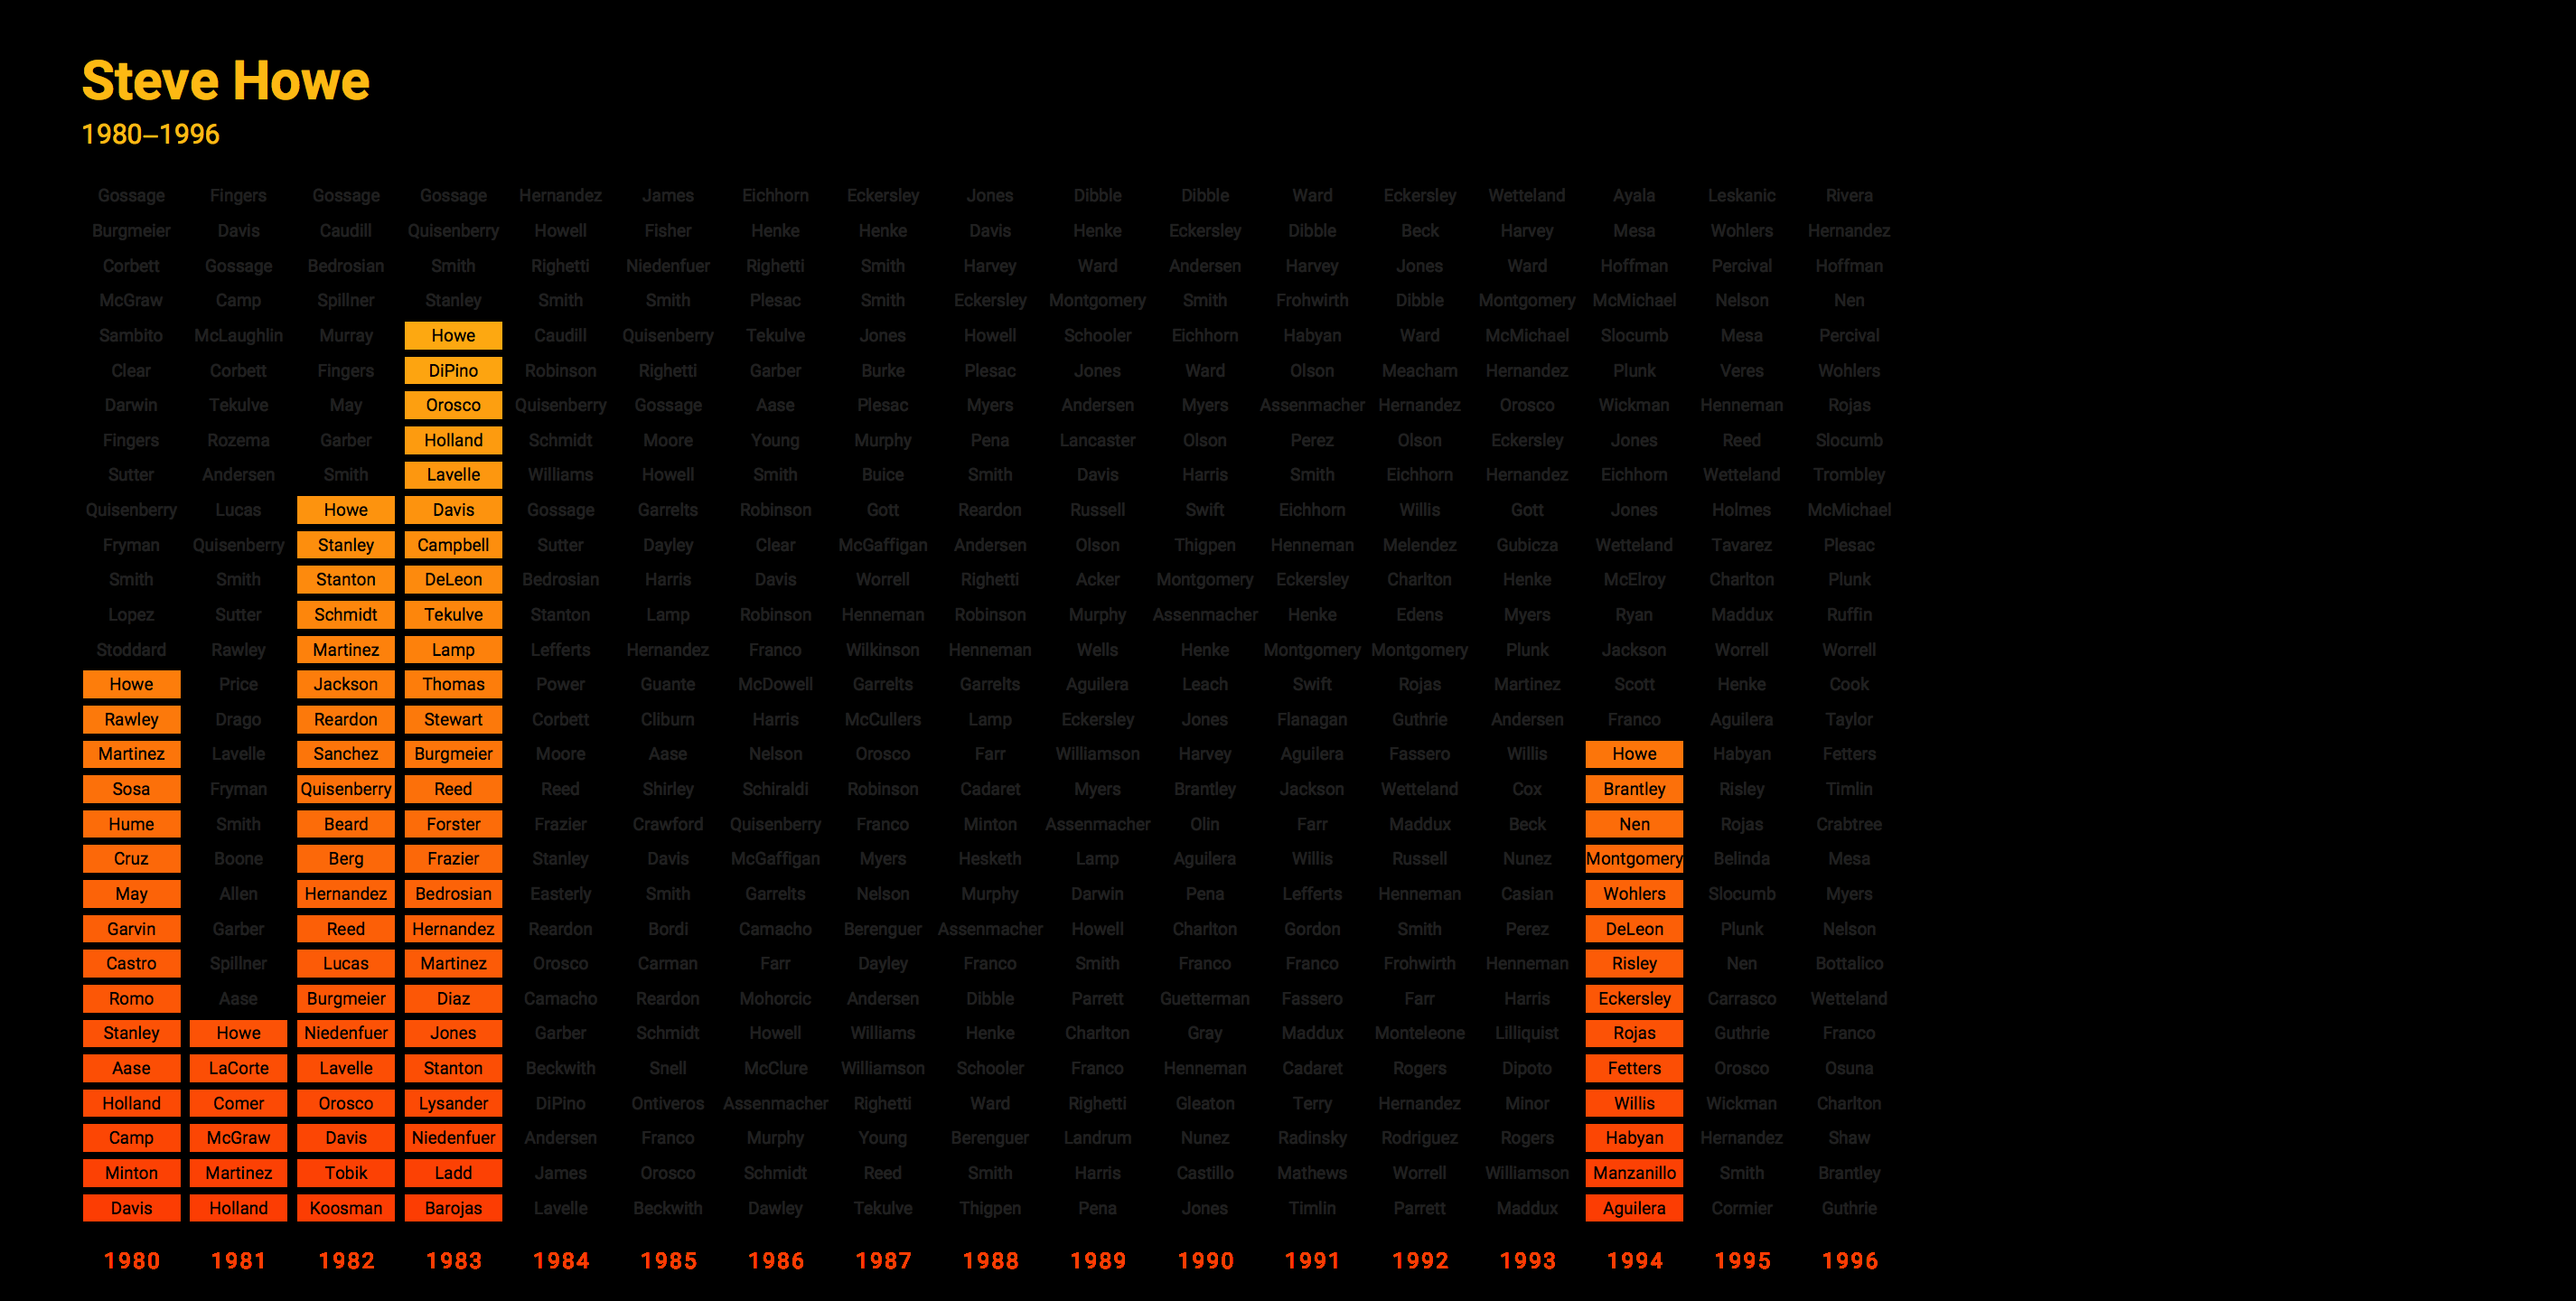 Steve Howe
1980–1996
Gossage Fingers Gossage Gossage Hernandez James Eichhorn Eckersley Jones Dibble Dibble Ward Eckersley Wetteland Ayala Leskanic Rivera
Burgmeier Davis Caudill Quisenberry Howell Fisher Henke Henke Davis Henke Eckersley Dibble Beck Harvey Mesa Wohlers Hernandez
Corbett Gossage Bedrosian Smith Righetti Niedenfuer Righetti Smith Harvey Ward Andersen Harvey Jones Ward Hoffman Percival Hoffman
McGraw Camp Spillner Stanley Smith Smith Plesac Smith Eckersley Montgomery Smith Frohwirth Dibble Montgomery McMichael Nelson Nen
Sambito McLaughlin Murray Howe Caudill Quisenberry Tekulve Jones Howell Schooler Eichhorn Habyan Ward McMichael Slocumb Mesa Percival
Clear Corbett Fingers DiPino Robinson Righetti Garber Burke Plesac Jones Ward Olson Meacham Hernandez Plunk Veres Wohlers
Darwin Tekulve May Orosco Quisenberry Gossage Aase Plesac Myers Andersen Myers Assenmacher Hernandez Orosco Wickman Henneman Rojas
Fingers Rozema Garber Holland Schmidt Moore Young Murphy Pena Lancaster Olson Perez Olson Eckersley Jones Reed Slocumb
Sutter Andersen Smith Lavelle Williams Howell Smith Buice Smith Davis Harris Smith Eichhorn Hernandez Eichhorn Wetteland Trombley
Quisenberry Lucas Howe Davis Gossage Garrelts Robinson Gott Reardon Russell Swift Eichhorn Willis Gott Jones Holmes McMichael
Fryman Quisenberry Stanley Campbell Sutter Dayley Clear McGaffigan Andersen Olson Thigpen Henneman Melendez Gubicza Wetteland Tavarez Plesac
Smith Smith Stanton DeLeon Bedrosian Harris Davis Worrell Righetti Acker Montgomery Eckersley Charlton Henke McElroy Charlton Plunk
Lopez Sutter Schmidt Tekulve Stanton Lamp Robinson Henneman Robinson Murphy Assenmacher Henke Edens Myers Ryan Maddux Ruffin
Stoddard Rawley Martinez Lamp Lefferts Hernandez Franco Wilkinson Henneman Wells Henke Montgomery Montgomery Plunk Jackson Worrell Worrell
Howe Price Jackson Thomas Power Guante McDowell Garrelts Garrelts Aguilera Leach Swift Rojas Martinez Scott Henke Cook
Rawley Drago Reardon Stewart Corbett Cliburn Harris McCullers Lamp Eckersley Jones Flanagan Guthrie Andersen Franco Aguilera Taylor
Martinez Lavelle Sanchez Burgmeier Moore Aase Nelson Orosco Farr Williamson Harvey Aguilera Fassero Willis Howe Habyan Fetters
Sosa Fryman Quisenberry Reed Reed Shirley Schiraldi Robinson Cadaret Myers Brantley Jackson Wetteland Cox Brantley Risley Timlin
Hume Smith Beard Forster Frazier Crawford Quisenberry Franco Minton Assenmacher Olin Farr Maddux Beck Nen Rojas Crabtree
Cruz Boone Berg Frazier Stanley Davis McGaffigan Myers Hesketh Lamp Aguilera Willis Russell Nunez Montgomery Belinda Mesa
May Allen Hernandez Bedrosian Easterly Smith Garrelts Nelson Murphy Darwin Pena Lefferts Henneman Casian Wohlers Slocumb Myers
Garvin Garber Reed Hernandez Reardon Bordi Camacho Berenguer Assenmacher Howell Charlton Gordon Smith Perez DeLeon Plunk Nelson
Castro Spillner Lucas Martinez Orosco Carman Farr Dayley Franco Smith Franco Franco Frohwirth Henneman Risley Nen Bottalico
Romo Aase Burgmeier Diaz Camacho Reardon Mohorcic Andersen Dibble Parrett Guetterman Fassero Farr Harris Eckersley Carrasco Wetteland
Stanley Howe Niedenfuer Jones Garber Schmidt Howell Williams Henke Charlton Gray Maddux Monteleone Lilliquist Rojas Guthrie Franco
Aase LaCorte Lavelle Stanton Beckwith Snell McClure Williamson Schooler Franco Henneman Cadaret Rogers Dipoto Fetters Orosco Osuna
Holland Comer Orosco Lysander DiPino Ontiveros Assenmacher Righetti Ward Righetti Gleaton Terry Hernandez Minor Willis Wickman Charlton
Camp McGraw Davis Niedenfuer Andersen Franco Murphy Young Berenguer Landrum Nunez Radinsky Rodriguez Rogers Habyan Hernandez Shaw
Minton Martinez Tobik Ladd James Orosco Schmidt Reed Smith Harris Castillo Mathews Worrell Williamson Manzanillo Smith Brantley
Davis Holland Koosman Barojas Lavelle Beckwith Dawley Tekulve Thigpen Pena Jones Timlin Parrett Maddux Aguilera Cormier Guthrie
1980 1981 1982 1983 1984 1985 1986 1987 1988 1989 1990 1991 1992 1993 1994 1995 1996